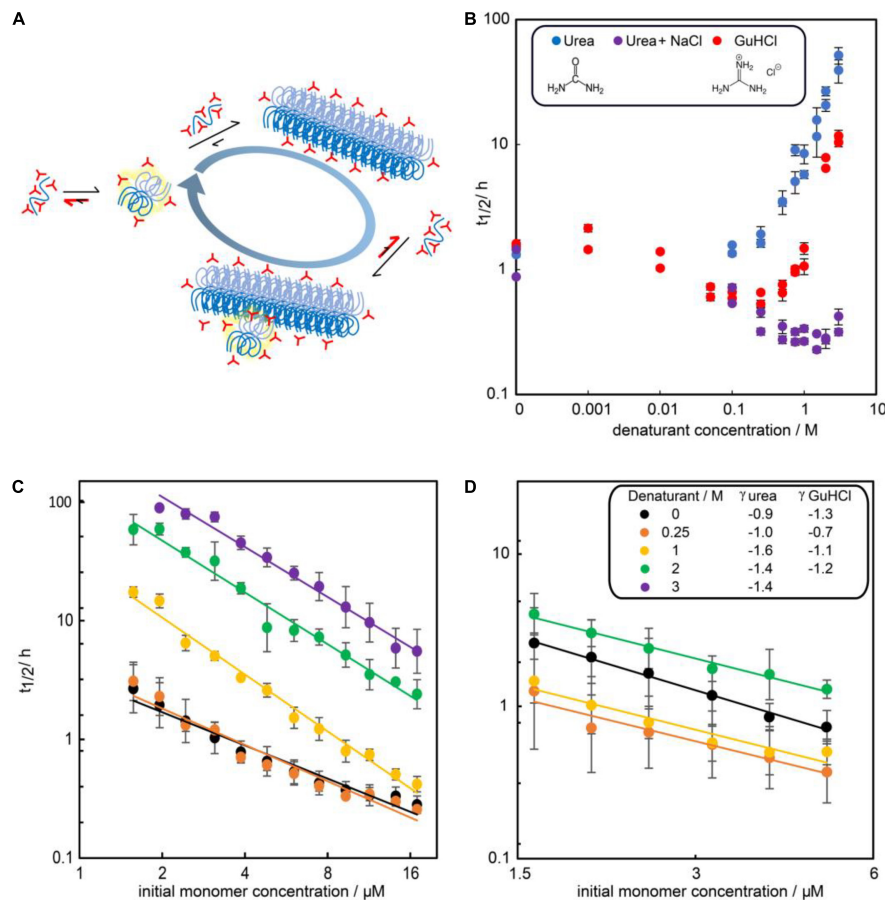 A
B
Urea
Urea+ NaCl
GuHCl
O
C
H₂N NH₂
⊕
NH₂
Cl⊖
H₂N NH₂
100
10
1
0.1
t1/2/ h
0 0.001 0.01 0.1 1 10
denaturant concentration / M
C
100
10
1
0.1
t1/2/ h
1 2 4 8 16
initial monomer concentration / µM
D
Denaturant / M γ urea γ GuHCl
0 -0.9 -1.3
0.25 -1.0 -0.7
1 -1.6 -1.1
2 -1.4 -1.2
3 -1.4
10
1
0.1
1.5 3 6
initial monomer concentration / µM